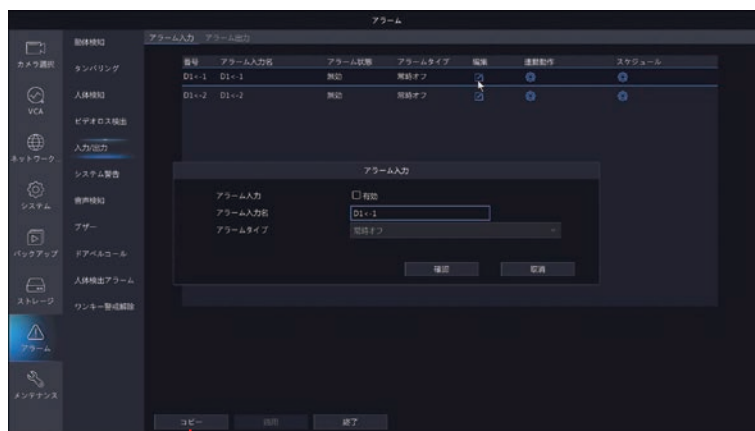 アラーム
アラーム入力 アラーム出力
カメラ選択
VCA
ネットワーク...
システム
バックアップ
ストレージ
アラーム
メンテナンス
動体検知
タンパリング
人体検知
ビデオロス検出
入力/出力
システム警告
音声検知
ブザー
ドアベルコール
人体検出アラーム
ワンキー警戒解除
番号 アラーム入力名 アラーム状態 アラームタイプ 编集 連動動作 スケジュール
D1<-1 D1<-1 無効 常時オフ
D1<-2 D1<-2 無効 常時オフ
アラーム入力
アラーム入力 有効
アラーム入力名 D1<-1
アラームタイプ 常時オフ
確認 取消
コピー 適用 終了